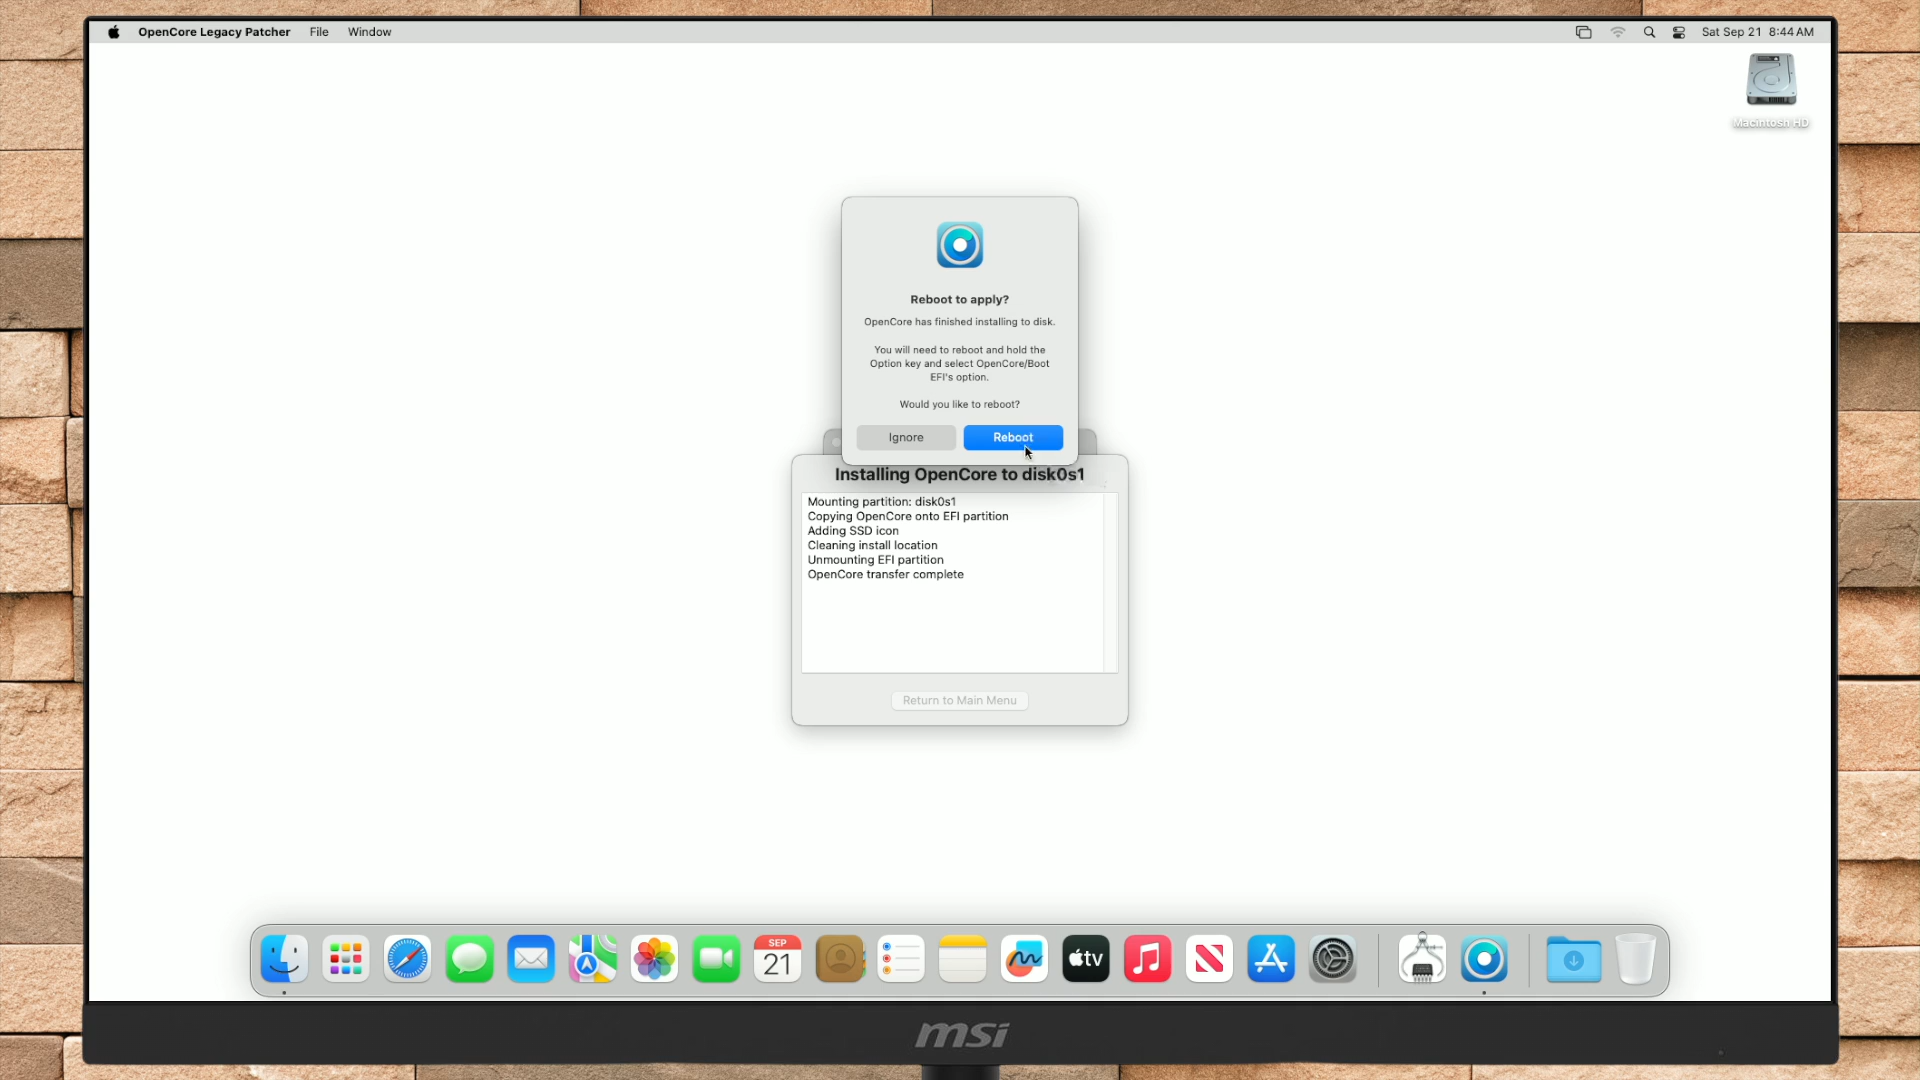 OpenCore Legacy Patcher File Window
Sat Sep 21 8:44 AM
Macintosh HD
Reboot to apply?
OpenCore has finished installing to disk.
You will need to reboot and hold the
Option key and select OpenCore/Boot
EFI's option.
Would you like to reboot?
Ignore Reboot
Installing OpenCore to disk0s1
Mounting partition: disk0s1
Copying OpenCore onto EFI partition
Adding SSD icon
Cleaning install location
Unmounting EFI partition
OpenCore transfer complete
Return to Main Menu
SEP
21
tv
msi